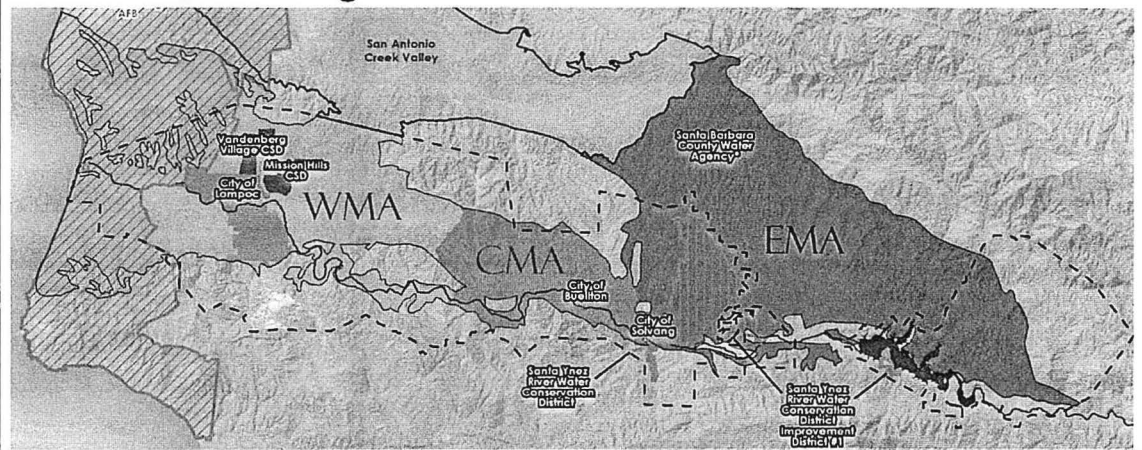 AFB
San Antonio
Creek Valley
Vandenberg
Village CSD
Mission Hills
CSD
City of
Lompoc
WMA
Santa Barbara
County Water
Agency*
EMA
CMA
City of
Buellton
City of
Solvang
Santa Ynez
River Water
Conservation
District
Santa Ynez
River Water
Conservation
District
Improvement
District #1